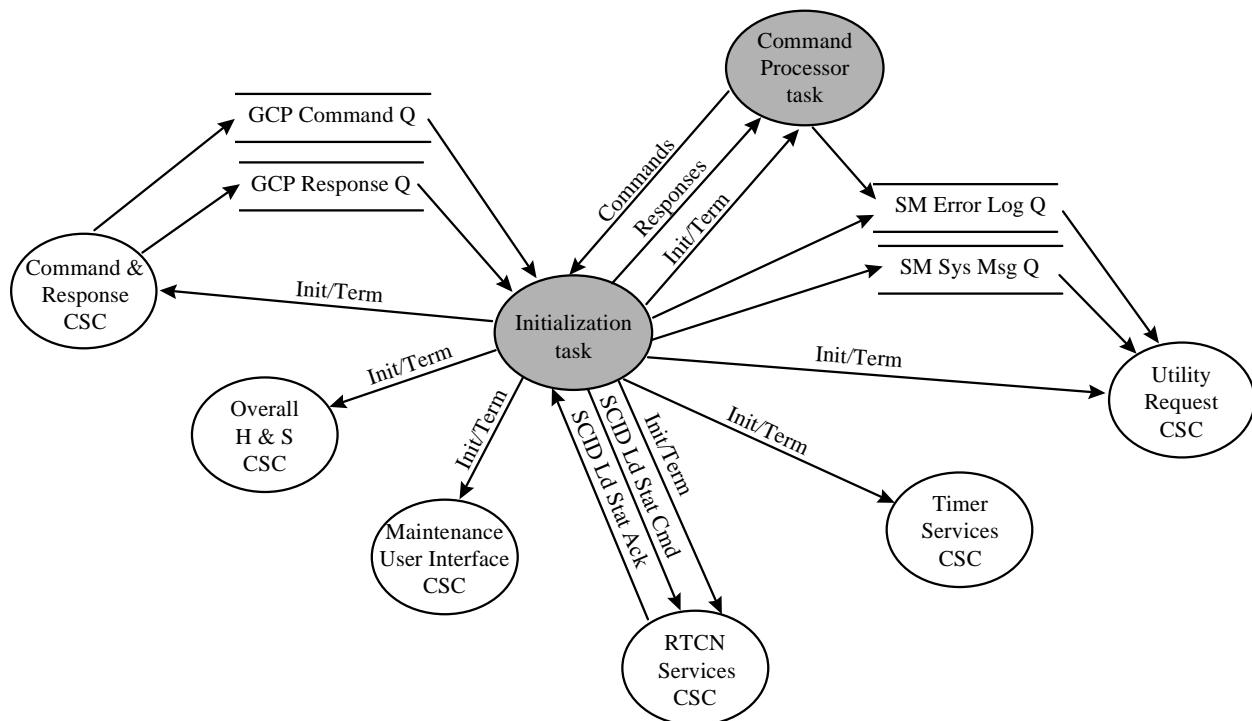 Command
Processor
task
GCP Command Q
GCP Response Q
Commands
Responses
Init/Term
SM Error Log Q
SM Sys Msg Q
Command &
Response
CSC
Init/Term
Initialization
task
Init/Term
Init/Term
Utility
Request
CSC
Overall
H & S
CSC
Init/Term
SCID Ld Stat Ack
SCID Ld Stat Cmd
Init/Term
Init/Term
Maintenance
User Interface
CSC
Timer
Services
CSC
RTCN
Services
CSC